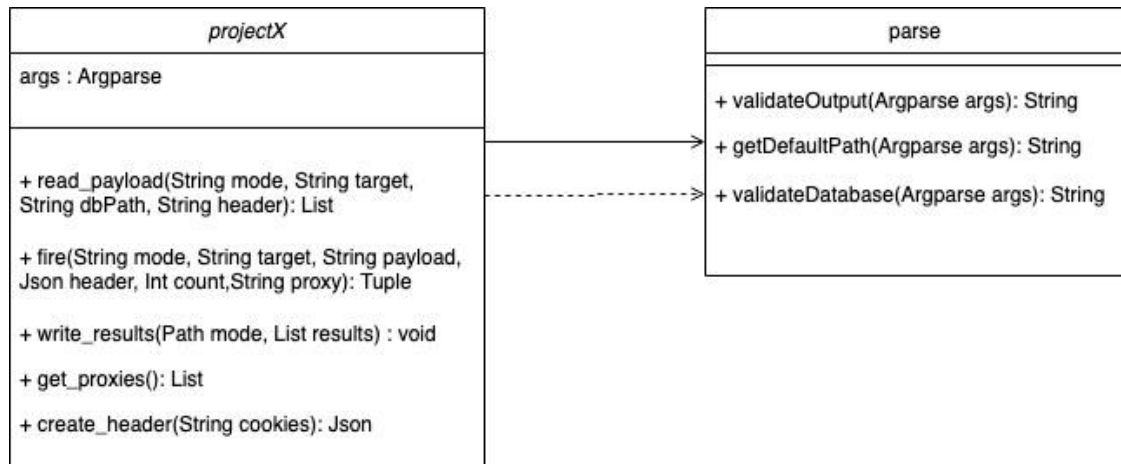 projectX
args : Argparse
+ read_payload(String mode, String target,
String dbPath, String header): List
+ fire(String mode, String target, String payload,
Json header, Int count,String proxy): Tuple
+ write_results(Path mode, List results) : void
+ get_proxies(): List
+ create_header(String cookies): Json
parse
+ validateOutput(Argparse args): String
+ getDefaultPath(Argparse args): String
+ validateDatabase(Argparse args): String